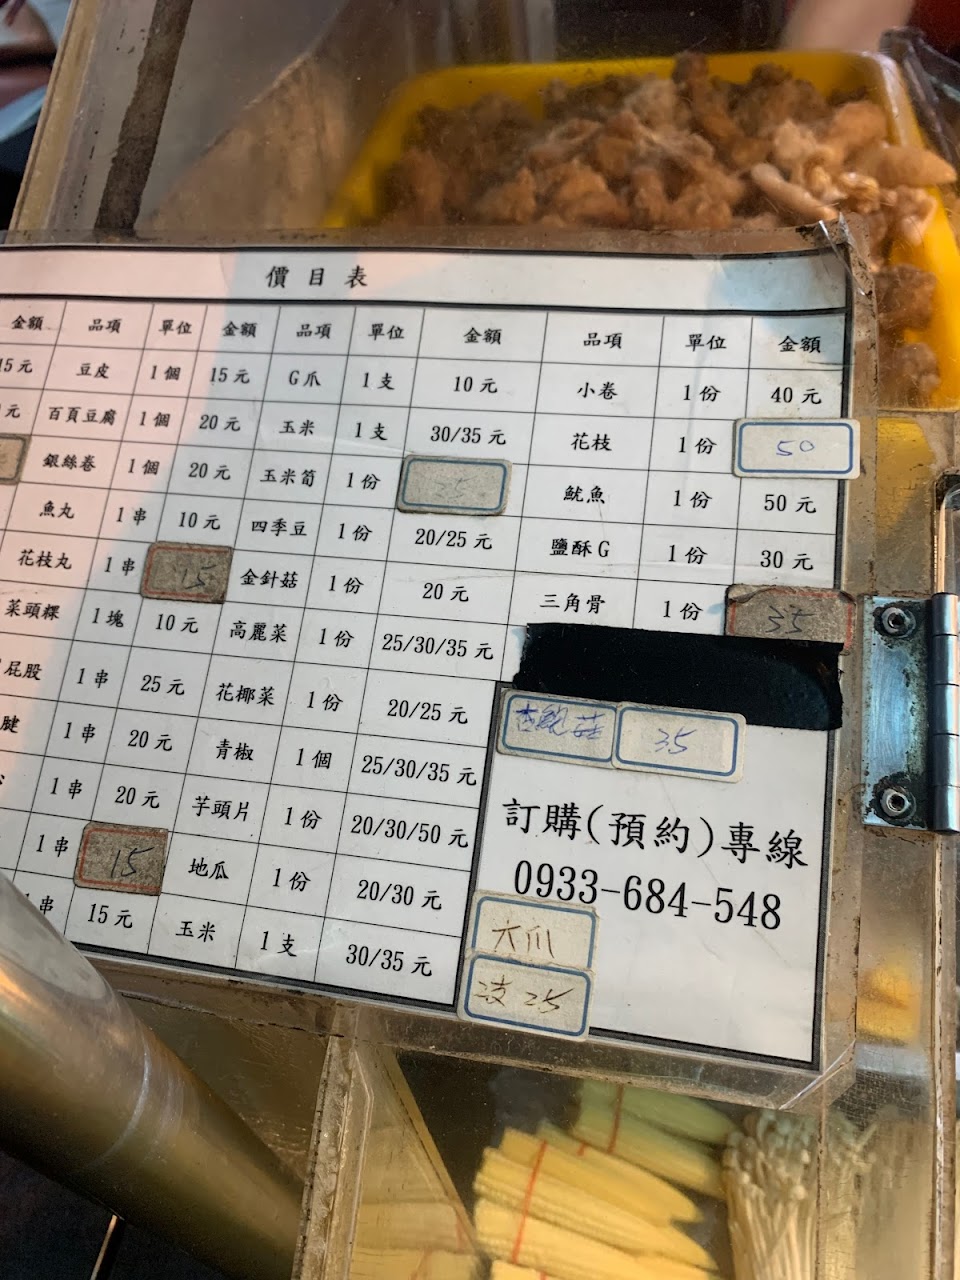 價目表
金額 品項 單位 金額 品項 單位 金額 品項 單位 金額
15元 豆皮 1個 15元 G爪 1支 10元 小卷 1份 40元
元 百頁豆腐 1個 20元 玉米 1支 30/35元 花枝 1份 50
銀絲卷 1個 20元 玉米筍 1份 35 魷魚 1份 50元
魚丸 1串 10元 四季豆 1份 20/25元 鹽酥G 1份 30元
花枝丸 1串 15 金針菇 1份 20元 三角骨 1份 35
菜頭粿 1塊 10元 高麗菜 1份 25/30/35元
屁股 1串 25元 花椰菜 1份 20/25元 杏鮑菇 35
1串 20元 青椒 1個 25/30/35元
1串 20元 芋頭片 1份 20/30/50元
1串 15 地瓜 1份 20/30元
串 15元 玉米 1支 30/35元
訂購(預約)專線
0933-684-548
大爪
支 25